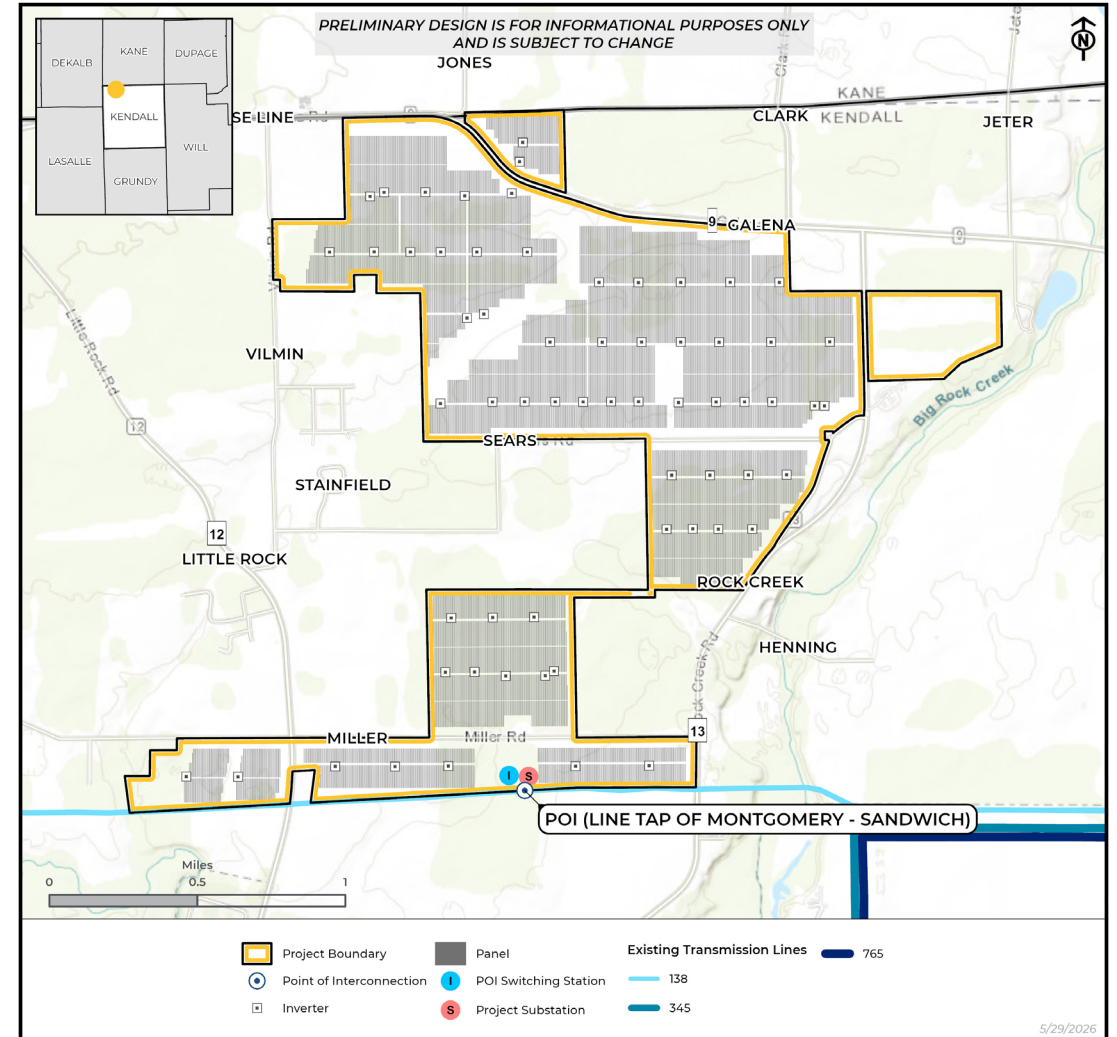 PRELIMINARY DESIGN IS FOR INFORMATIONAL PURPOSES ONLY
AND IS SUBJECT TO CHANGE
N
DEKALB
KANE
DUPAGE
KENDALL
LASALLE
WILL
GRUNDY
JONES
KANE
KENDALL
SE LINE
CLARK
JETER
9
GALENA
9
VILMIN
Little Rock Rd
12
Big Rock Creek
SEARS
STAINFIELD
12
LITTLE ROCK
ROCK CREEK
HENNING
13
MILLER
Miller Rd
I
S
POI (LINE TAP OF MONTGOMERY - SANDWICH)
Miles
0
0.5
1
Project Boundary
Point of Interconnection
Inverter
Panel
I
POI Switching Station
S
Project Substation
Existing Transmission Lines
138
345
765
5/29/2026